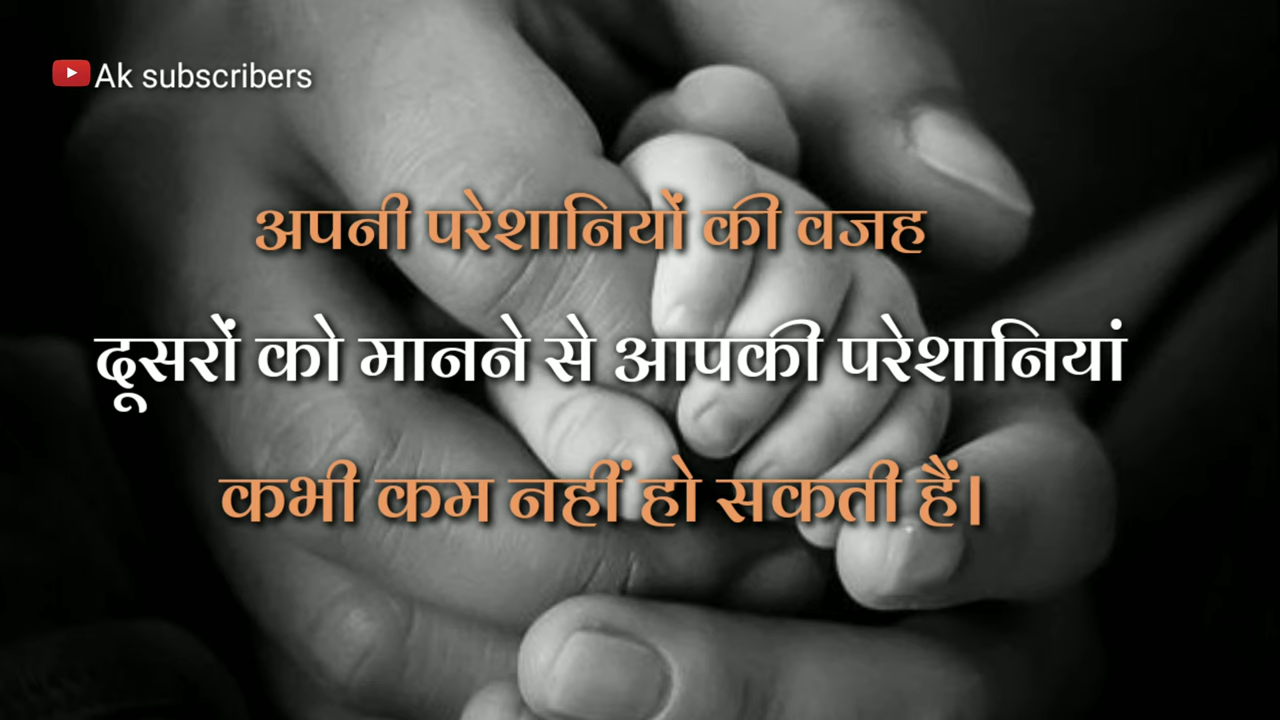 Ak subscribers
अपनी परेशानियों की वजह
दूसरों को मानने से आपकी परेशानियां
कभी कम नहीं हो सकती हैं।